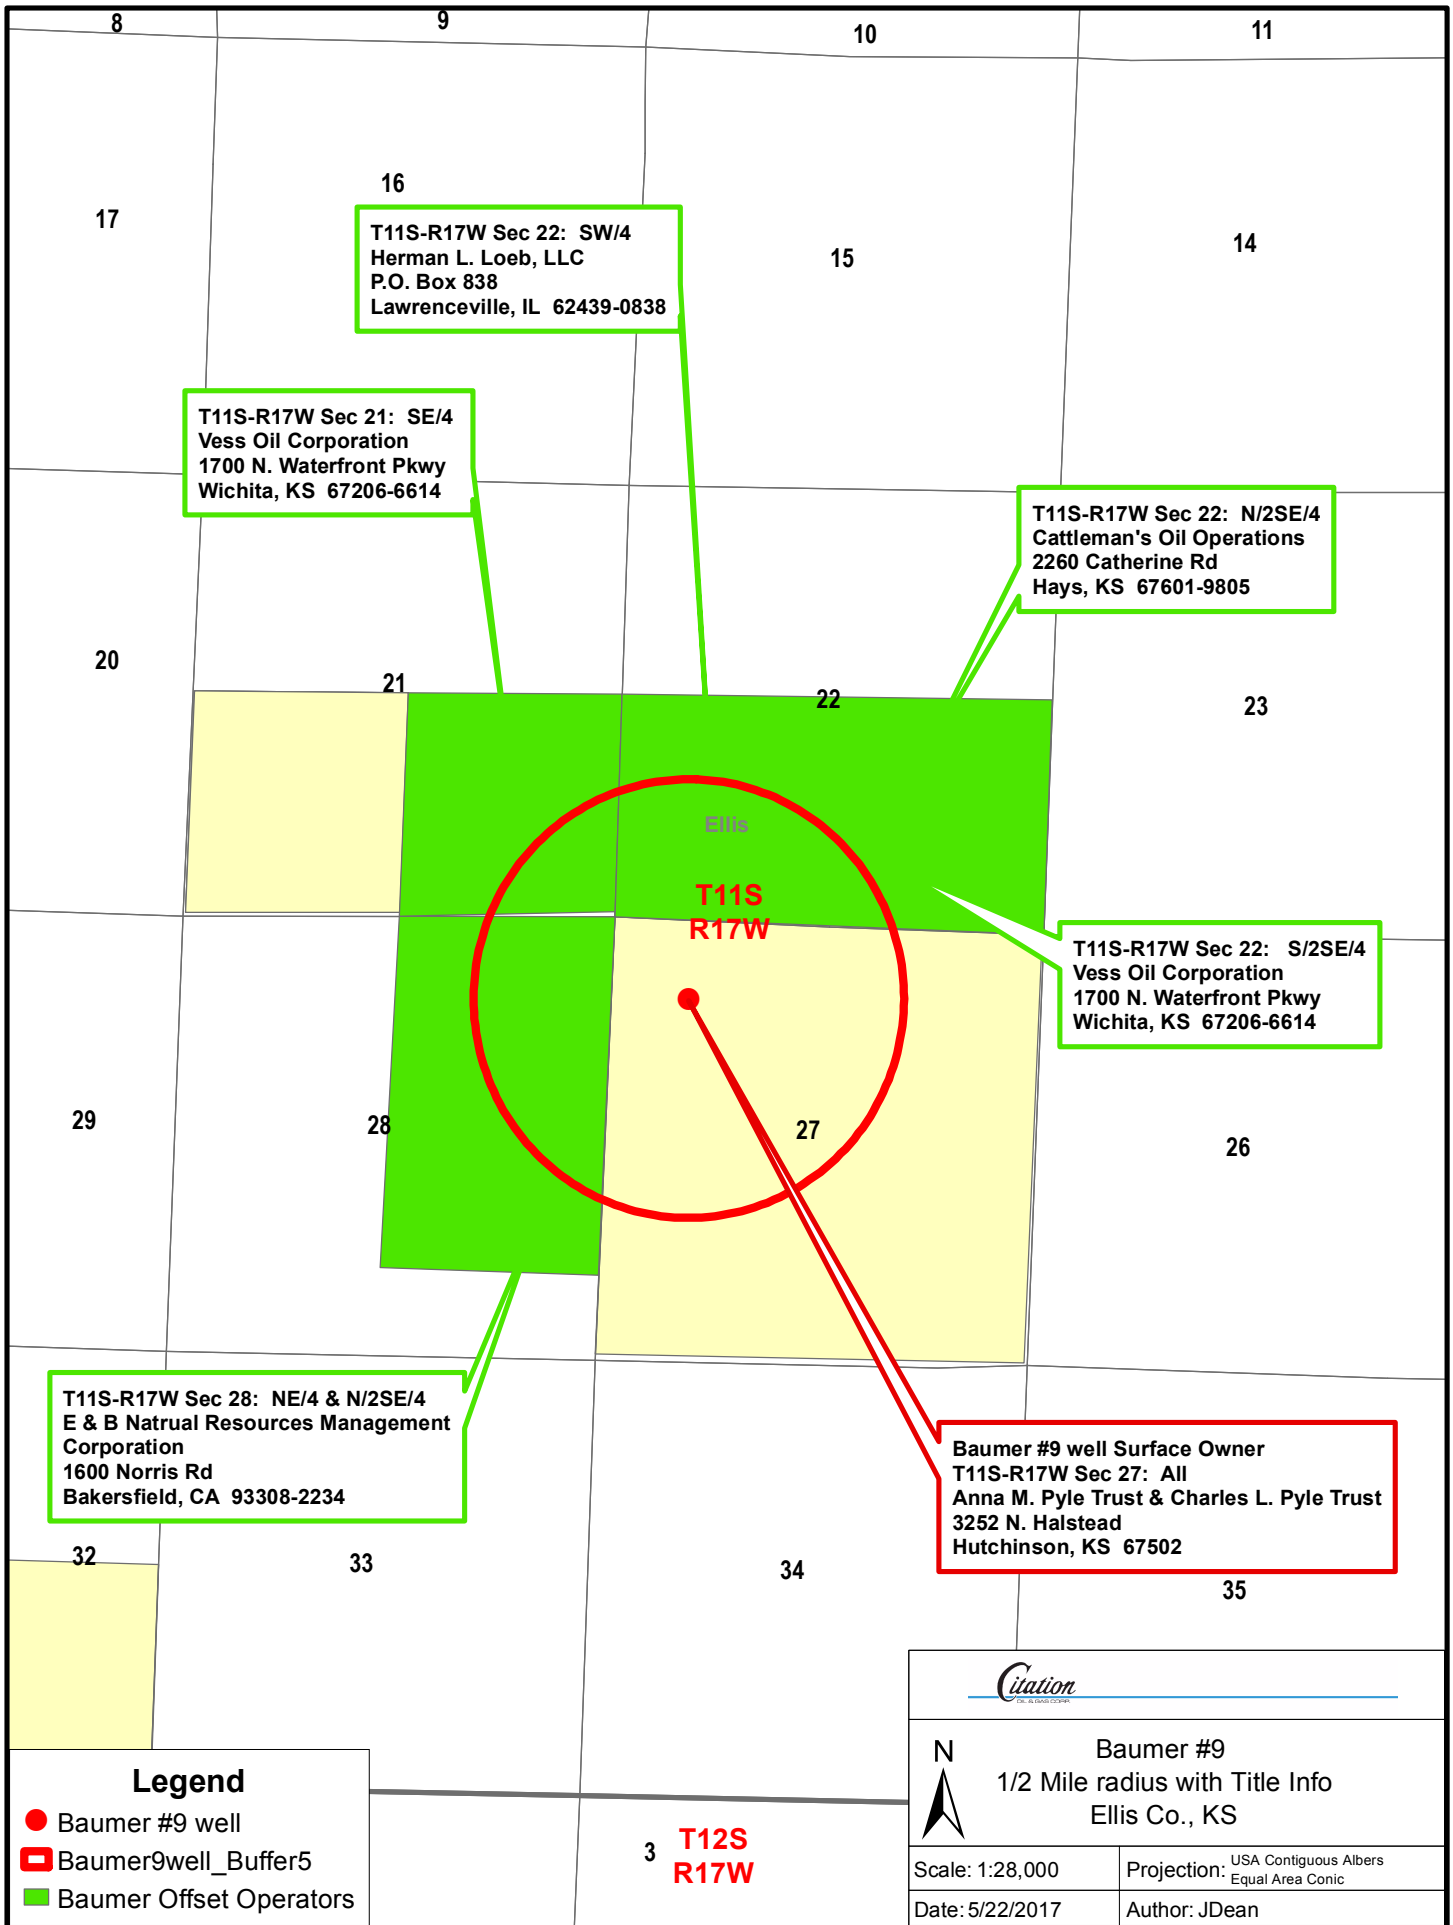 8
9
10
11
16
17
T11S-R17W Sec 22: SW/4
Herman L. Loeb, LLC
P.O. Box 838
Lawrenceville, IL 62439-0838
15
14
T11S-R17W Sec 21: SE/4
Vess Oil Corporation
1700 N. Waterfront Pkwy
Wichita, KS 67206-6614
T11S-R17W Sec 22: N/2SE/4
Cattleman's Oil Operations
2260 Catherine Rd
Hays, KS 67601-9805
20
21
22
23
Ellis
T11S
R17W
T11S-R17W Sec 22: S/2SE/4
Vess Oil Corporation
1700 N. Waterfront Pkwy
Wichita, KS 67206-6614
29
28
27
26
T11S-R17W Sec 28: NE/4 & N/2SE/4
E & B Natrual Resources Management
Corporation
1600 Norris Rd
Bakersfield, CA 93308-2234
Baumer #9 well Surface Owner
T11S-R17W Sec 27: All
Anna M. Pyle Trust & Charles L. Pyle Trust
3252 N. Halstead
Hutchinson, KS 67502
32
33
34
35
Citation
OIL & GAS CORP.
N
Baumer #9
1/2 Mile radius with Title Info
Ellis Co., KS
Scale: 1:28,000
Projection: USA Contiguous Albers
Equal Area Conic
Date: 5/22/2017
Author: JDean
Legend
Baumer #9 well
Baumer9well_Buffer5
Baumer Offset Operators
3
T12S
R17W